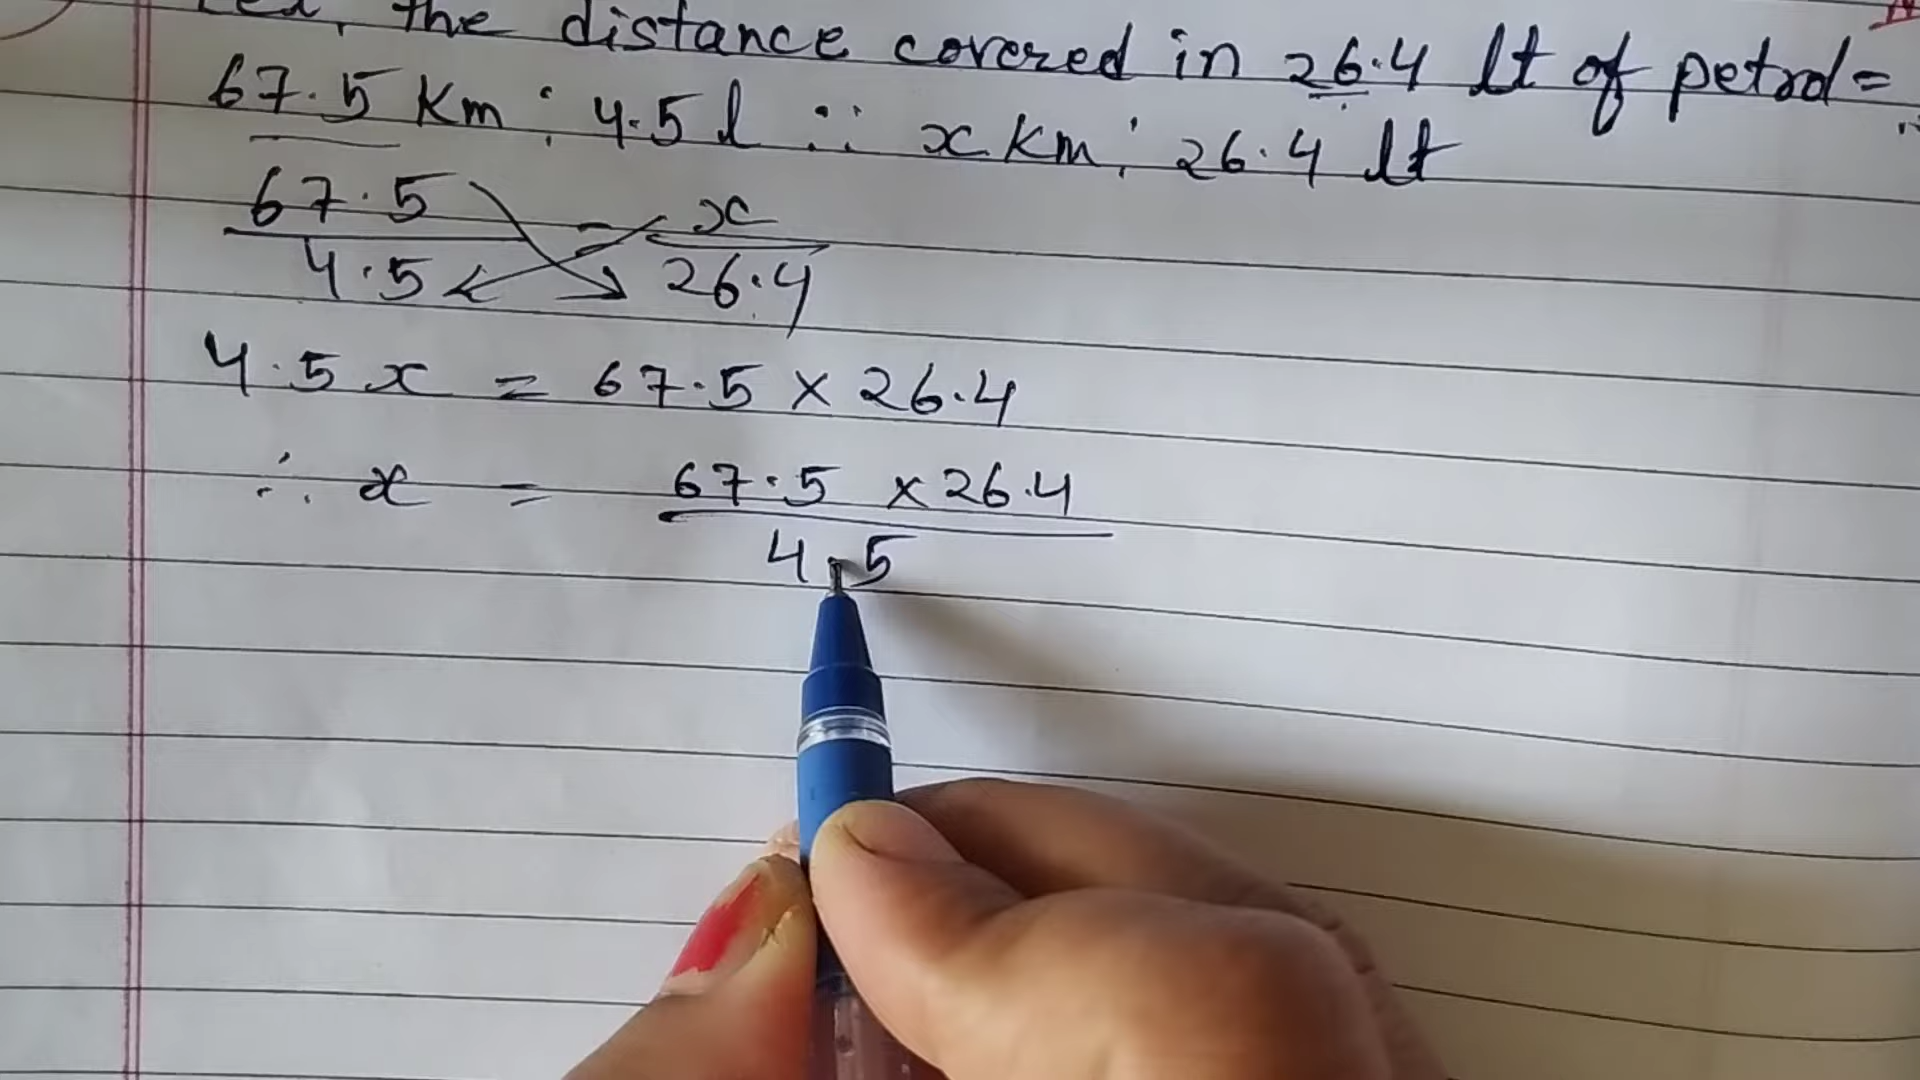 the distance covered in 26.4 lt of petrol =
67.5 Km : 4.5 l :: x km : 26.4 lt
67.5 = x
4.5 26.4
4.5 x = 67.5 × 26.4
∴ x = 67.5 × 26.4
4.5